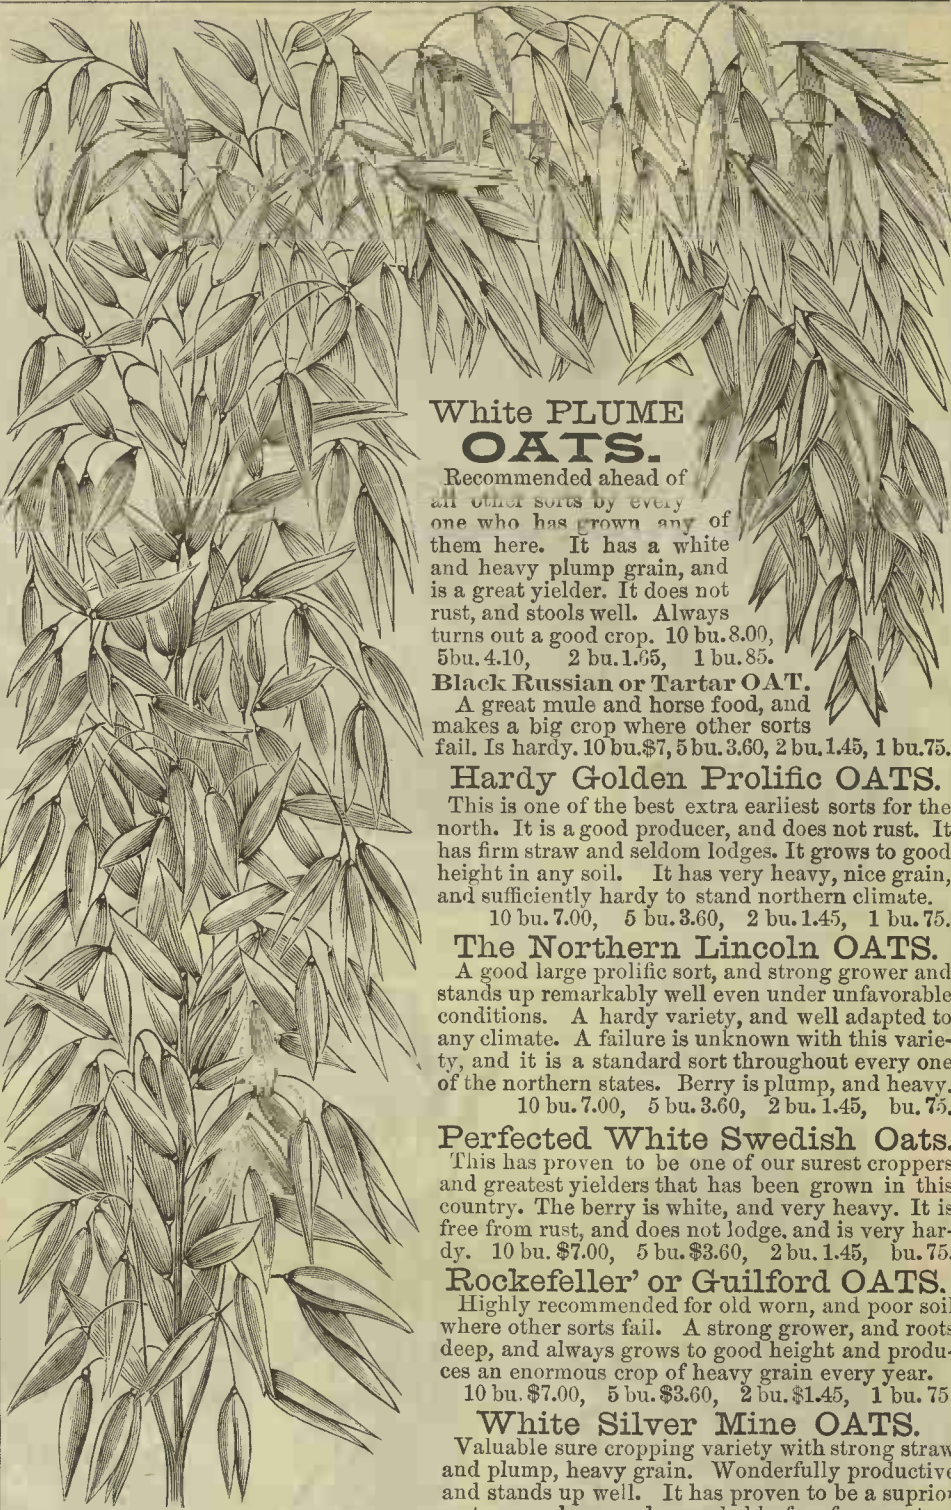 White PLUME
OATS.
Recommended ahead of
all other sorts by every
one who has grown any of
them here. It has a white
and heavy plump grain, and
is a great yielder. It does not
rust, and stools well. Always
turns out a good crop. 10 bu. 8.00,
5bu. 4.10, 2 bu. 1.65, 1 bu. 85.
Black Russian or Tartar OAT.
A great mule and horse food, and
makes a big crop where other sorts
fail. Is hardy. 10 bu. $7, 5 bu. 3.60, 2 bu. 1.45, 1 bu. 75.
Hardy Golden Prolific OATS.
This is one of the best extra earliest sorts for the
north. It is a good producer, and does not rust. It
has firm straw and seldom lodges. It grows to good
height in any soil. It has very heavy, nice grain,
and sufficiently hardy to stand northern climate.
10 bu. 7.00, 5 bu. 3.60, 2 bu. 1.45, 1 bu. 75.
The Northern Lincoln OATS.
A good large prolific sort, and strong grower and
stands up remarkably well even under unfavorable
conditions. A hardy variety, and well adapted to
any climate. A failure is unknown with this varie-
ty, and it is a standard sort throughout every one
of the northern states. Berry is plump, and heavy.
10 bu. 7.00, 5 bu. 3.60, 2 bu. 1.45, bu. 75.
Perfected White Swedish Oats.
This has proven to be one of our surest croppers
and greatest yielders that has been grown in this
country. The berry is white, and very heavy. It is
free from rust, and does not lodge, and is very har-
dy. 10 bu. $7.00, 5 bu. $3.60, 2 bu. 1.45, bu. 75.
Rockefeller' or Guilford OATS.
Highly recommended for old worn, and poor soil
where other sorts fail. A strong grower, and roots
deep, and always grows to good height and produ-
ces an enormous crop of heavy grain every year.
10 bu. $7.00, 5 bu. $3.60, 2 bu. $1.45, 1 bu. 75
White Silver Mine OATS.
Valuable sure cropping variety with strong straw
and plump, heavy grain. Wonderfully productive
and stands up well. It has proven to be a suprior